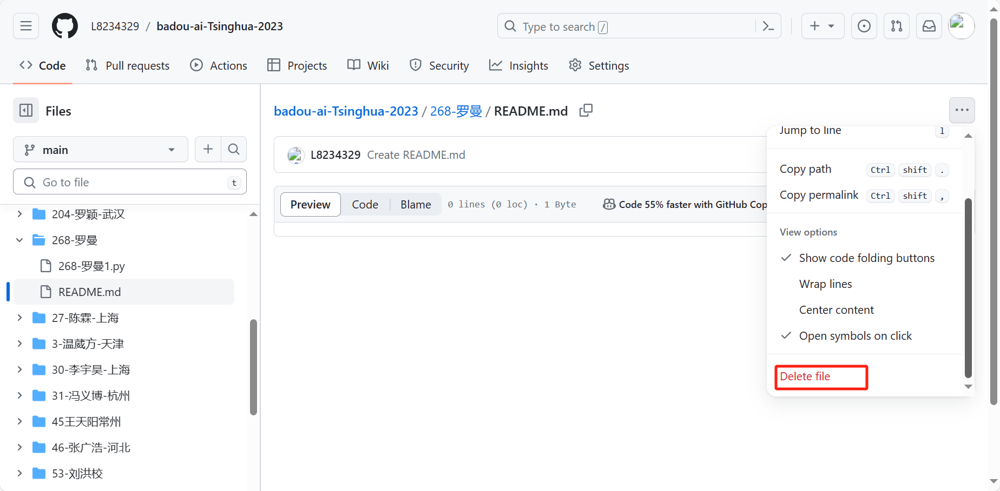 L8234329 / badou-ai-Tsinghua-2023
Type to search /
Code Pull requests Actions Projects Wiki Security Insights Settings
Files
main
Go to file t
204-罗颖-武汉
268-罗曼
268-罗曼1.py
README.md
27-陈霖-上海
3-温葳方-天津
30-李宇昊-上海
31-冯义博-杭州
45王天阳常州
46-张广浩-河北
53-刘洪校
badou-ai-Tsinghua-2023 / 268-罗曼 / README.md
L8234329 Create README.md
Preview Code Blame 0 lines (0 loc) · 1 Byte Code 55% faster with GitHub Cop
Jump to line l
Copy path Ctrl shift .
Copy permalink Ctrl shift ,
View options
Show code folding buttons
Wrap lines
Center content
Open symbols on click
Delete file